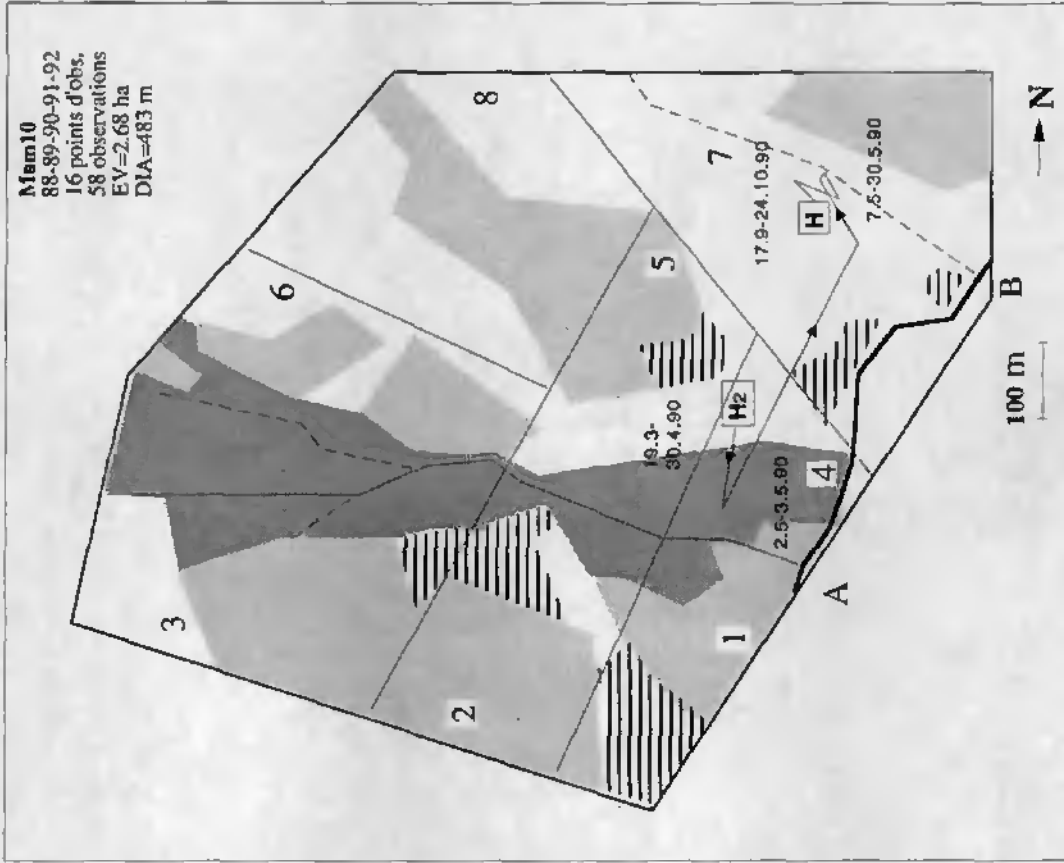 Mam10
88-89-90-91-92
16 points d'obs,
58 observations
EV=2.68 ha
DIA=483 m
8
6
7
17.9-24.10.90
5
H
7.5-30.5.90
3
19.3-
30.4.90
H2
2
2.5-3.5.90
4
1
A
B
100 m
N